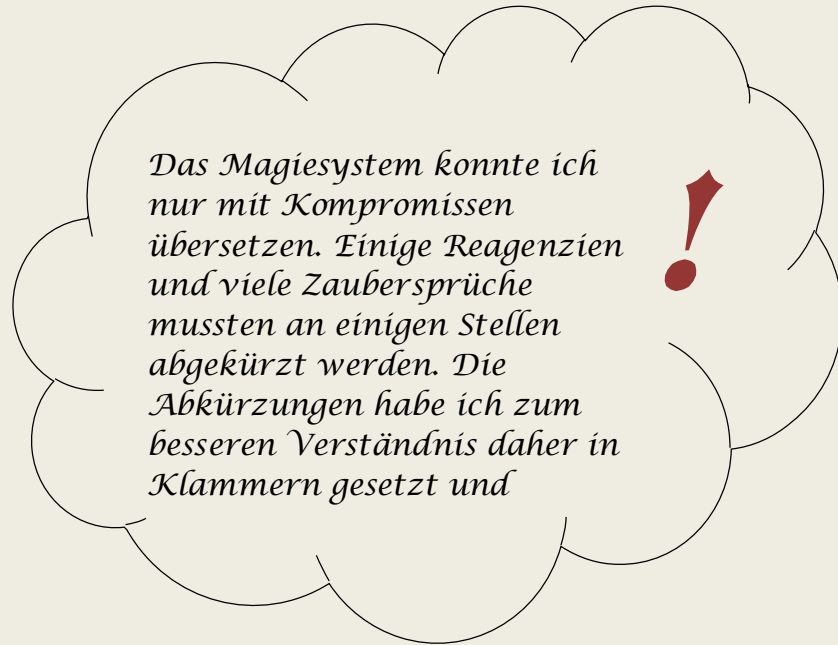 Das Magiesystem konnte ich
nur mit Kompromissen
übersetzen. Einige Reagenzien
und viele Zaubersprüche
mussten an einigen Stellen
abgekürzt werden. Die
Abkürzungen habe ich zum
besseren Verständnis daher in
Klammern gesetzt und
!